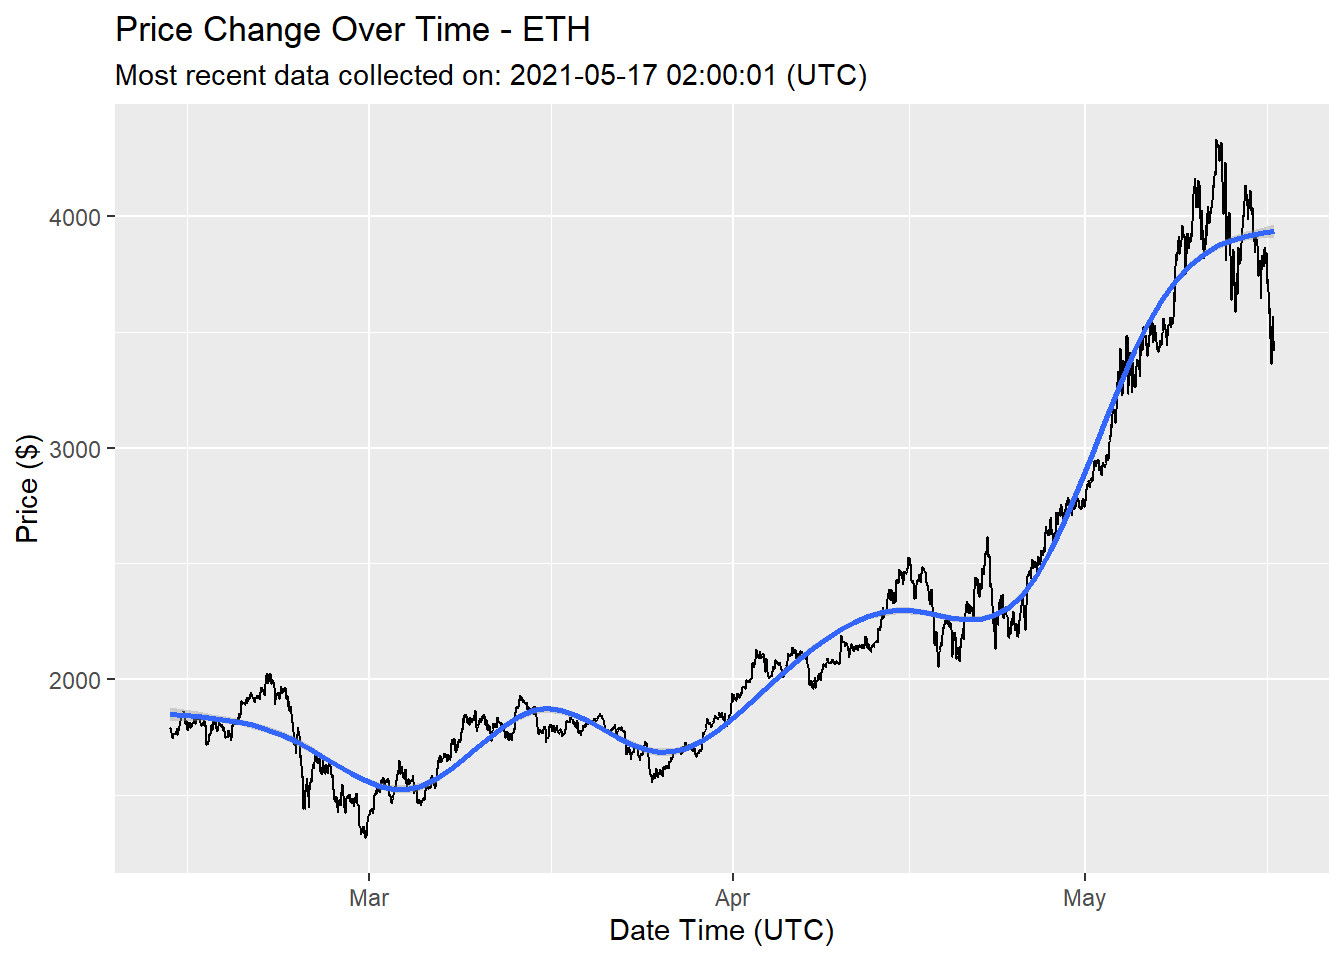 Price Change Over Time - ETH
Most recent data collected on: 2021-05-17 02:00:01 (UTC)
Price ($)
4000
3000
2000
Mar
Apr
May
Date Time (UTC)